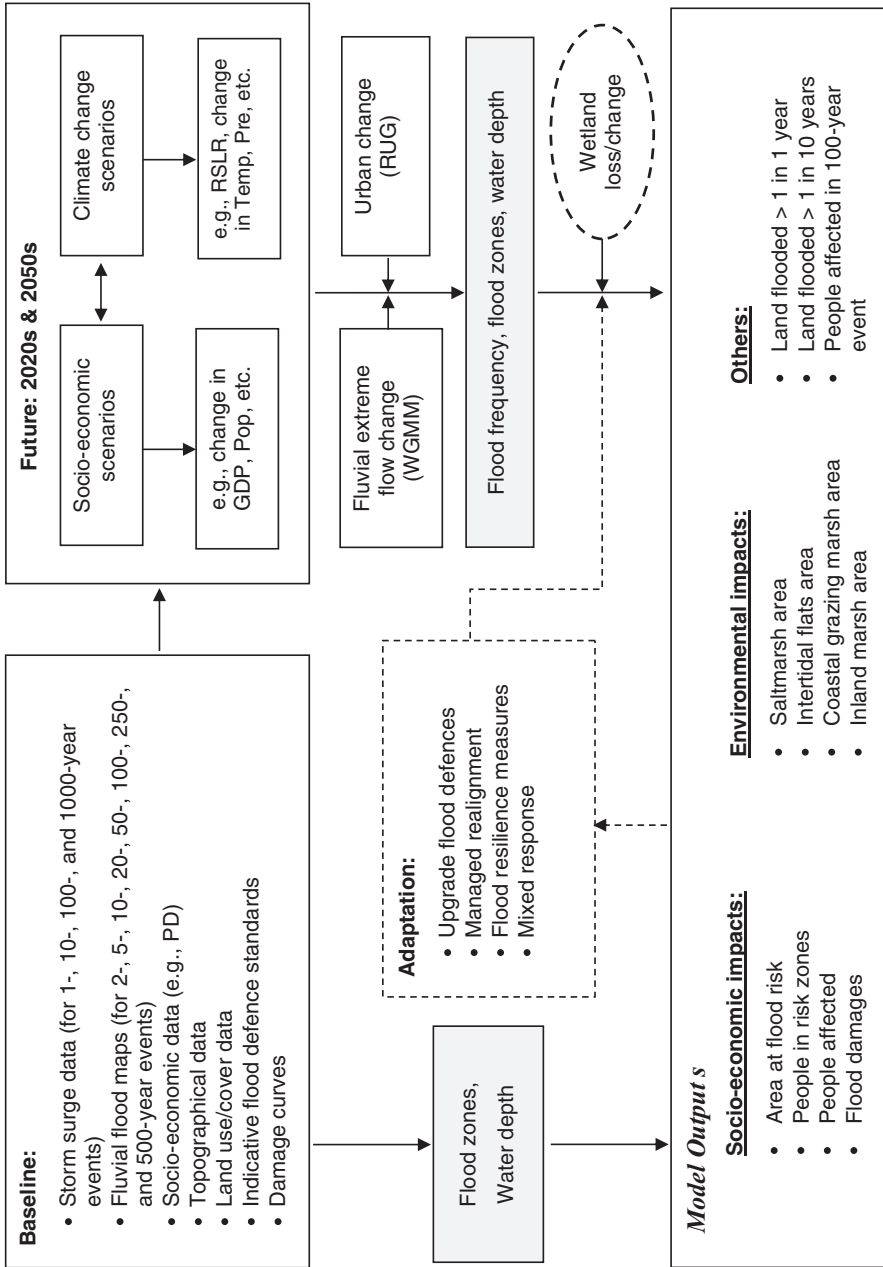 Baseline:
• Storm surge data (for 1-, 10-, 100-, and 1000-year
events)
• Fluvial flood maps (for 2-, 5-, 10-, 20-, 50-, 100-, 250-,
and 500-year events)
• Socio-economic data (e.g., PD)
• Topographical data
• Land use/cover data
• Indicative flood defence standards
• Damage curves
Future: 2020s & 2050s
Socio-economic
scenarios
Climate change
scenarios
e.g., change in
GDP, Pop, etc.
e.g., RSLR, change
in Temp, Pre, etc.
Fluvial extreme
flow change
(WGMM)
Urban change
(RUG)
Flood zones,
Water depth
Adaptation:
• Upgrade flood defences
• Managed realignment
• Flood resilience measures
• Mixed response
Flood frequency, flood zones, water depth
Wetland
loss/change
Model Output s
Socio-economic impacts:
• Area at flood risk
• People in risk zones
• People affected
• Flood damages
Environmental impacts:
• Saltmarsh area
• Intertidal flats area
• Coastal grazing marsh area
• Inland marsh area
Others:
• Land flooded > 1 in 1 year
• Land flooded > 1 in 10 years
• People affected in 100-year
event